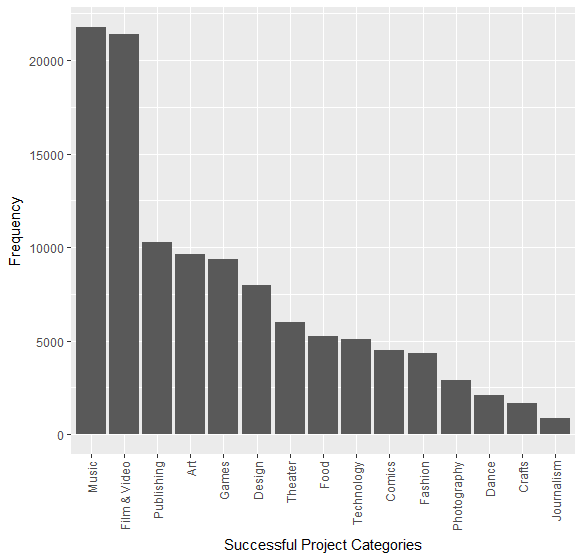 Frequency
20000
15000
10000
5000
0
Music
Film & Video
Publishing
Art
Games
Design
Theater
Food
Technology
Comics
Fashion
Photography
Dance
Crafts
Journalism
Successful Project Categories